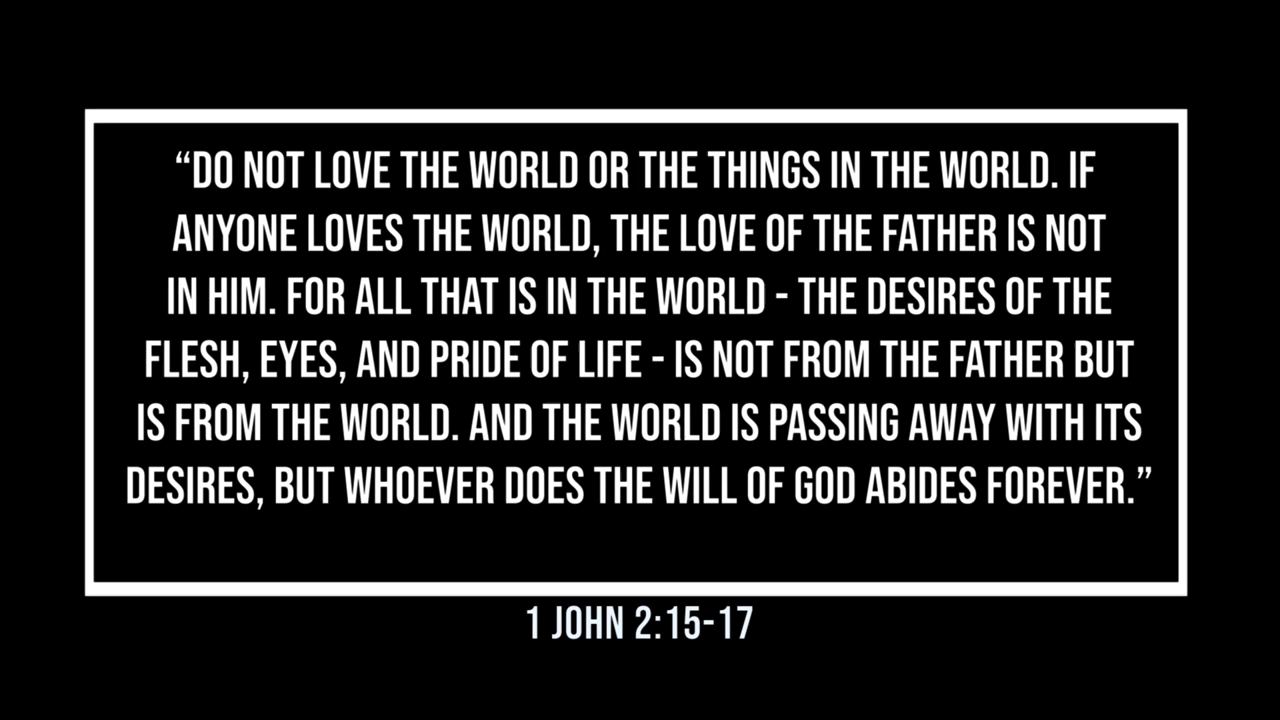 “DO NOT LOVE THE WORLD OR THE THINGS IN THE WORLD. IF
ANYONE LOVES THE WORLD, THE LOVE OF THE FATHER IS NOT
IN HIM. FOR ALL THAT IS IN THE WORLD - THE DESIRES OF THE
FLESH, EYES, AND PRIDE OF LIFE - IS NOT FROM THE FATHER BUT
IS FROM THE WORLD. AND THE WORLD IS PASSING AWAY WITH ITS
DESIRES, BUT WHOEVER DOES THE WILL OF GOD ABIDES FOREVER.”
1 JOHN 2:15-17